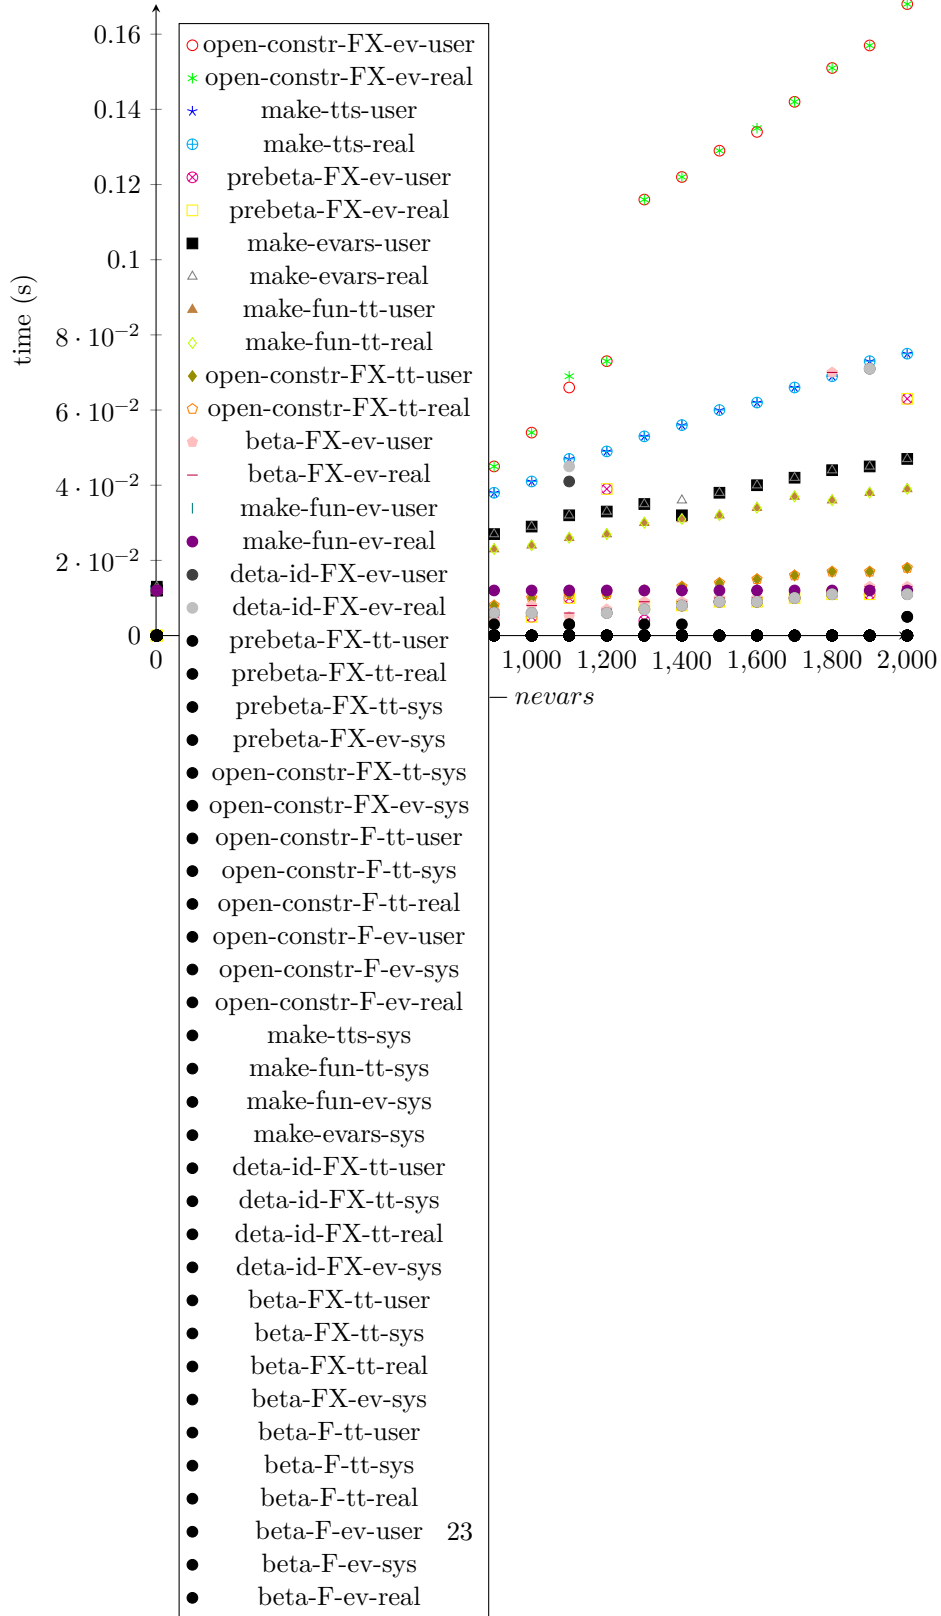 0.16
0.14
0.12
0.1
8 · 10−2
6 · 10−2
4 · 10−2
2 · 10−2
0
time (s)
0
1,000
1,200
1,400
1,600
1,800
2,000
nevars
open-constr-FX-ev-user
open-constr-FX-ev-real
make-tts-user
make-tts-real
prebeta-FX-ev-user
prebeta-FX-ev-real
make-evars-user
make-evars-real
make-fun-tt-user
make-fun-tt-real
open-constr-FX-tt-user
open-constr-FX-tt-real
beta-FX-ev-user
beta-FX-ev-real
make-fun-ev-user
make-fun-ev-real
deta-id-FX-ev-user
deta-id-FX-ev-real
prebeta-FX-tt-user
prebeta-FX-tt-real
prebeta-FX-tt-sys
prebeta-FX-ev-sys
open-constr-FX-tt-sys
open-constr-FX-ev-sys
open-constr-F-tt-user
open-constr-F-tt-sys
open-constr-F-tt-real
open-constr-F-ev-user
open-constr-F-ev-sys
open-constr-F-ev-real
make-tts-sys
make-fun-tt-sys
make-fun-ev-sys
make-evars-sys
deta-id-FX-tt-user
deta-id-FX-tt-sys
deta-id-FX-tt-real
deta-id-FX-ev-sys
beta-FX-tt-user
beta-FX-tt-sys
beta-FX-tt-real
beta-FX-ev-sys
beta-F-tt-user
beta-F-tt-sys
beta-F-tt-real
beta-F-ev-user 23
beta-F-ev-sys
beta-F-ev-real